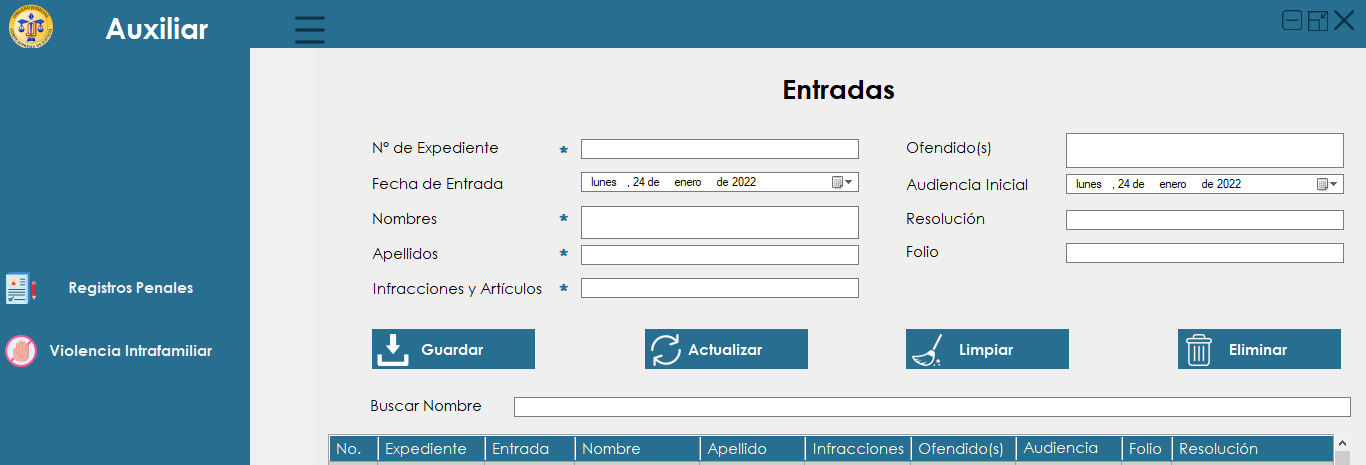 Auxiliar
Entradas
Nº de Expediente *
Ofendido(s)
Fecha de Entrada lunes , 24 de enero de 2022
Audiencia Inicial lunes , 24 de enero de 2022
Nombres *
Resolución
Apellidos *
Folio
Infracciones y Artículos *
Registros Penales
Violencia Intrafamiliar
Guardar Actualizar Limpiar Eliminar
Buscar Nombre
No. Expediente Entrada Nombre Apellido Infracciones Ofendido(s) Audiencia Folio Resolución